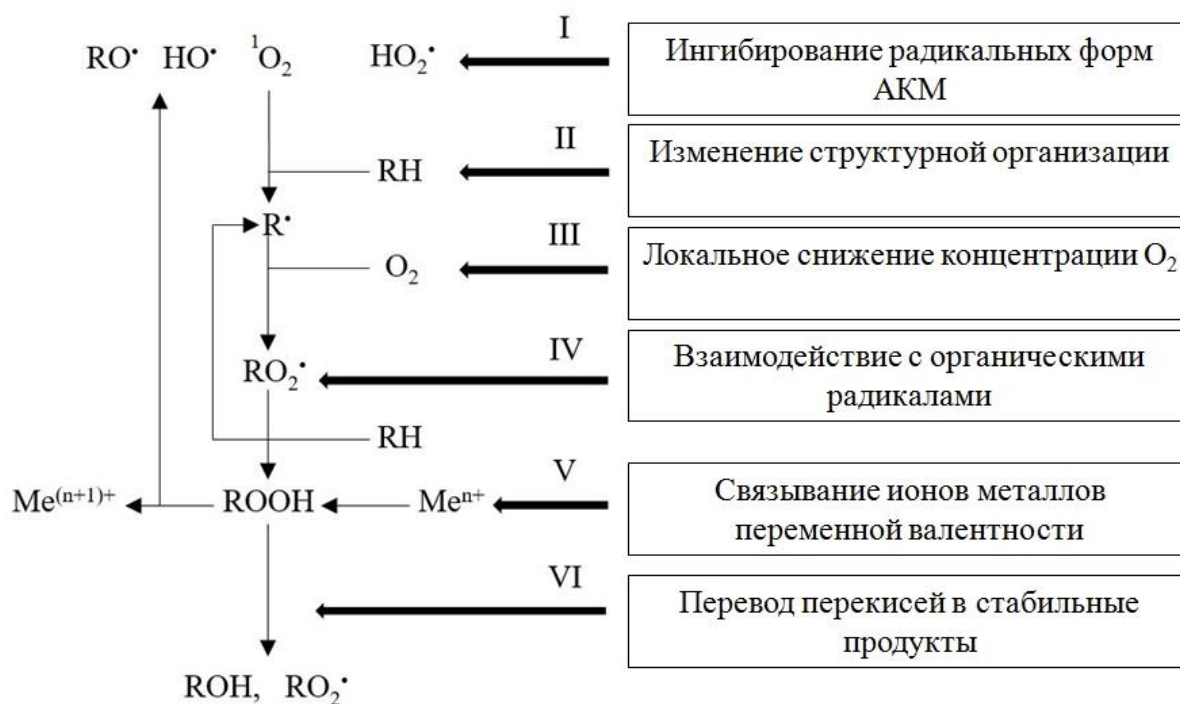 RO• HO• ¹O₂ HO₂•
I
Ингибирование радикальных форм
АКМ
II
RH
Изменение структурной организации
R•
III
O₂
Локальное снижение концентрации O₂
IV
RO₂•
Взаимодействие с органическими
радикалами
RH
V
Me⁽ⁿ⁺¹⁾⁺ ROOH Meⁿ⁺
Связывание ионов металлов
переменной валентности
VI
Перевод перекисей в стабильные
продукты
ROH, RO₂•